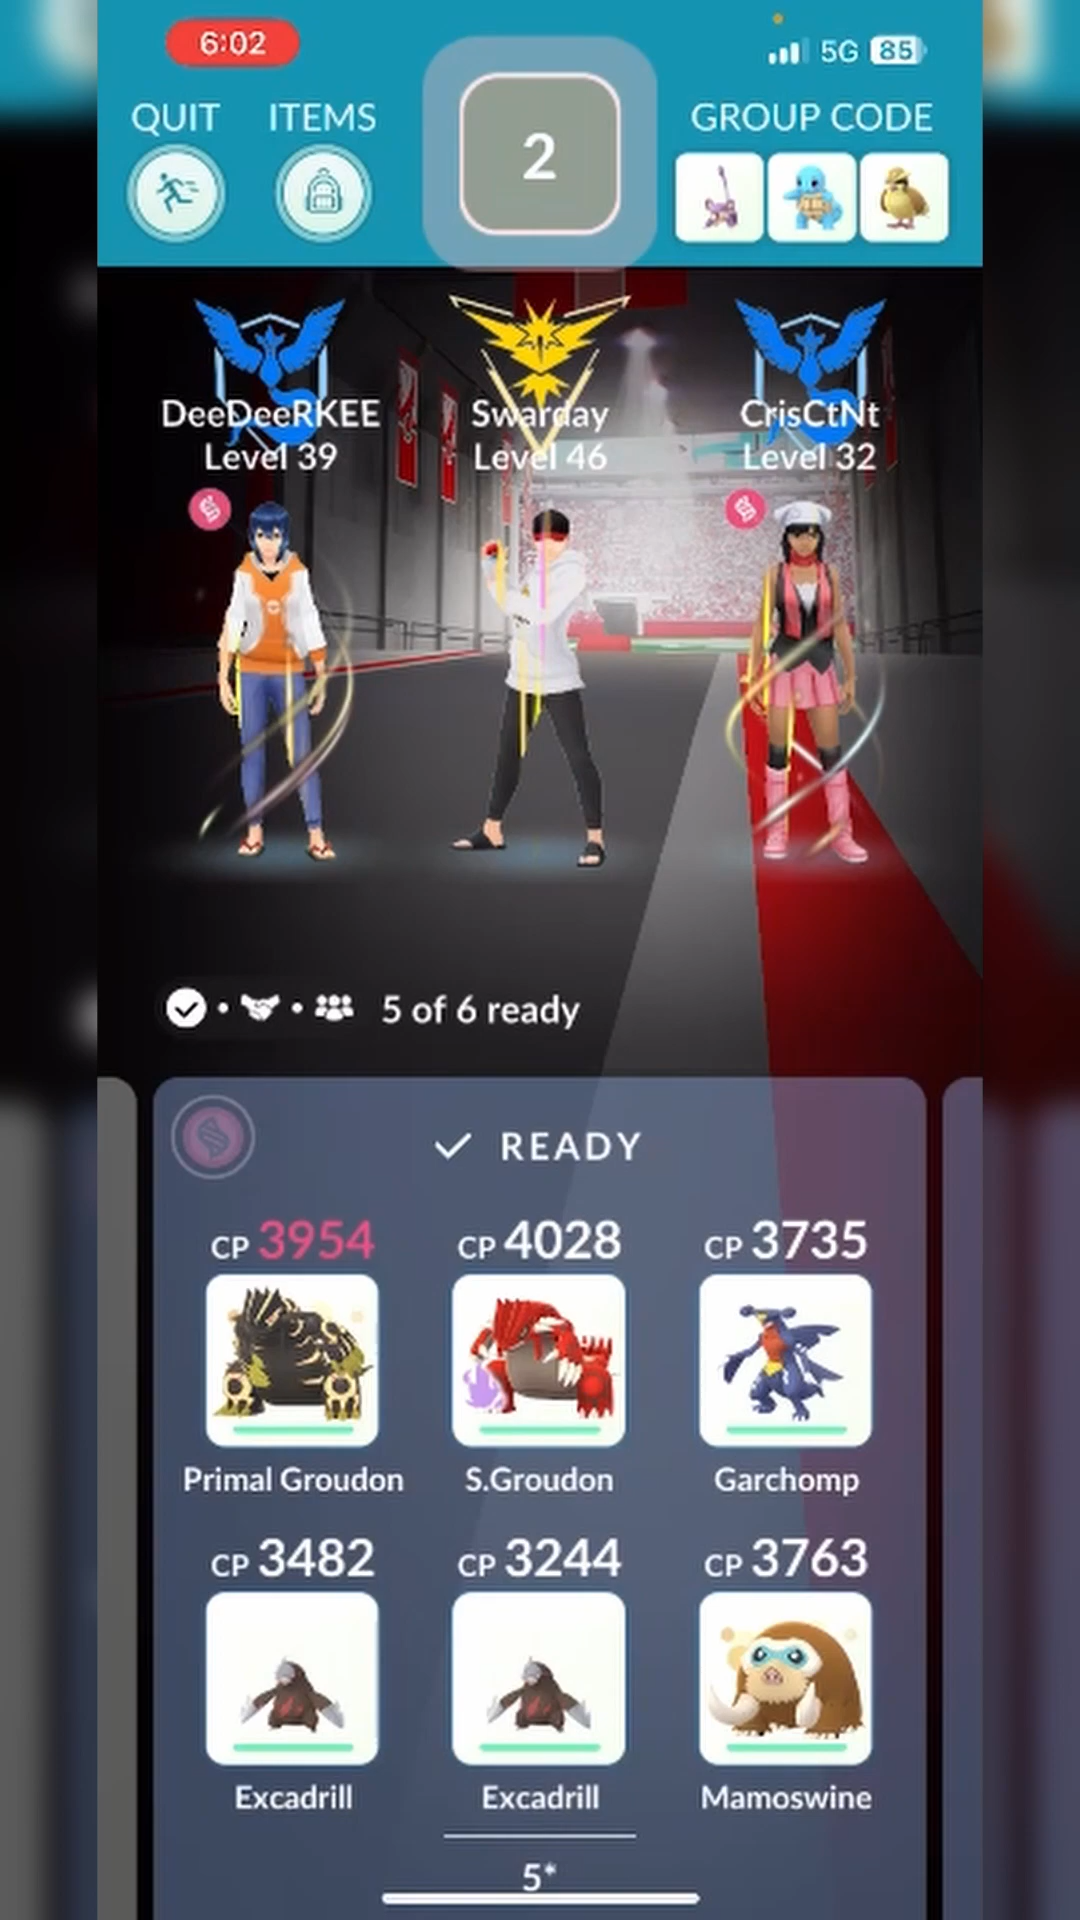 6:02
5G 85
QUIT ITEMS
2
GROUP CODE
DeeDeeRKEE
Level 39
Swarday
Level 46
CrisCtNt
Level 32
5 of 6 ready
READY
CP 3954
CP 4028
CP 3735
Primal Groudon
S.Groudon
Garchomp
CP 3482
CP 3244
CP 3763
Excadrill
Excadrill
Mamoswine
5*